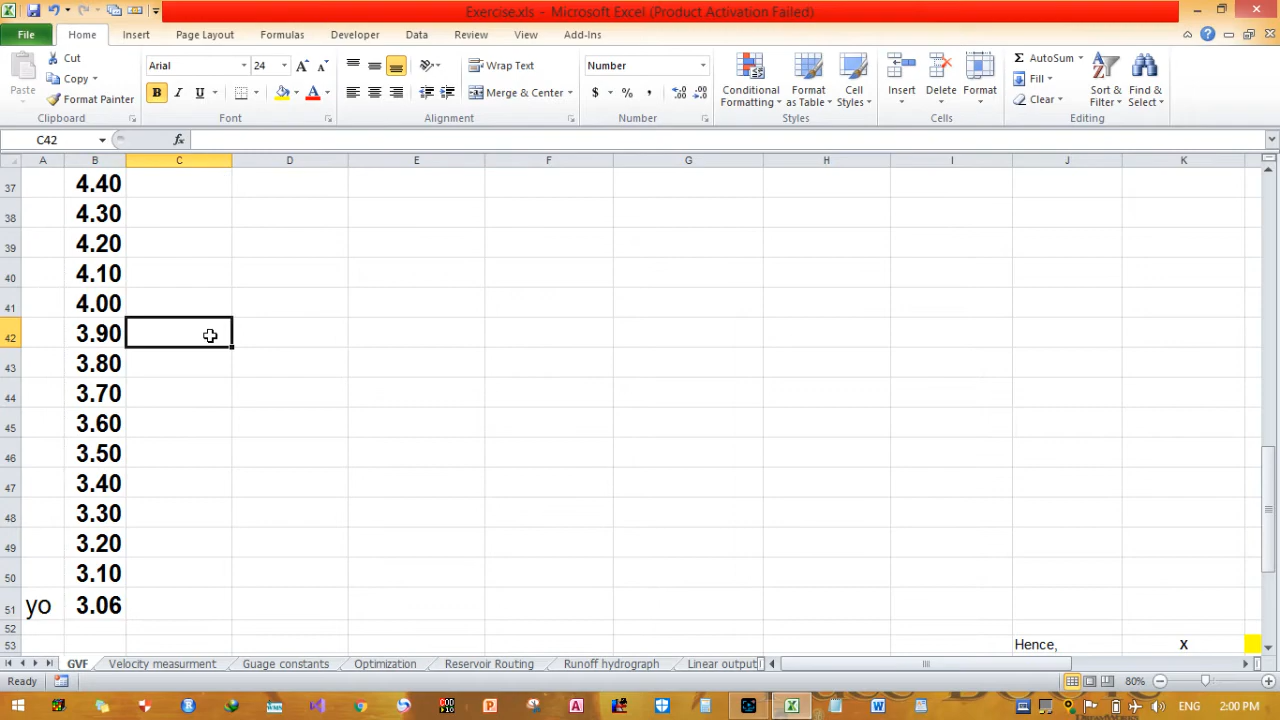 Exercise.xls - Microsoft Excel (Product Activation Failed)
File Home Insert Page Layout Formulas Developer Data Review View Add-Ins
Paste
Cut
Copy
Format Painter
Clipboard
Arial 24
B I U A
Font
Wrap Text
Merge & Center
Alignment
Number
$ % ,
Number
Conditional Formatting
Format as Table
Cell Styles
Styles
Insert
Delete
Format
Cells
Σ AutoSum
Fill
Clear
Sort & Filter
Find & Select
Editing
C42 fx
A B C D E F G H I J K
37 4.40
38 4.30
39 4.20
40 4.10
41 4.00
42 3.90
43 3.80
44 3.70
45 3.60
46 3.50
47 3.40
48 3.30
49 3.20
50 3.10
51 yo 3.06
52
53 Hence, X
GVF Velocity measurment Guage constants Optimization Reservoir Routing Runoff hydrograph Linear output
Ready 80%
ENG 2:00 PM